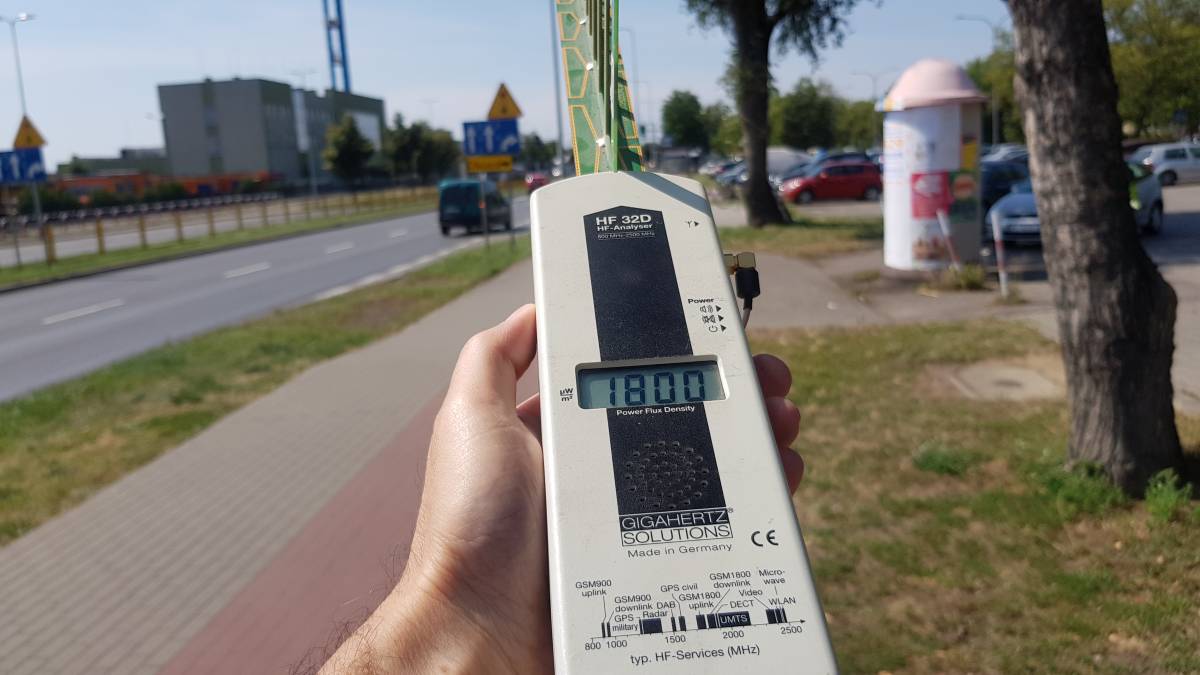 HF 32D
HF-Analyser
800 MHz-2500 MHz
Power
µW
m²
1800
Power Flux Density
GIGAHERTZ®
SOLUTIONS
Made in Germany
CE
GSM900
uplink
GSM900
downlink
GPS
military
Radar
DAB
GPS civil
GSM1800
uplink
GSM1800
downlink
DECT
UMTS
Video
Micro-
wave
WLAN
800 1000 1500 2000 2500
typ. HF-Services (MHz)